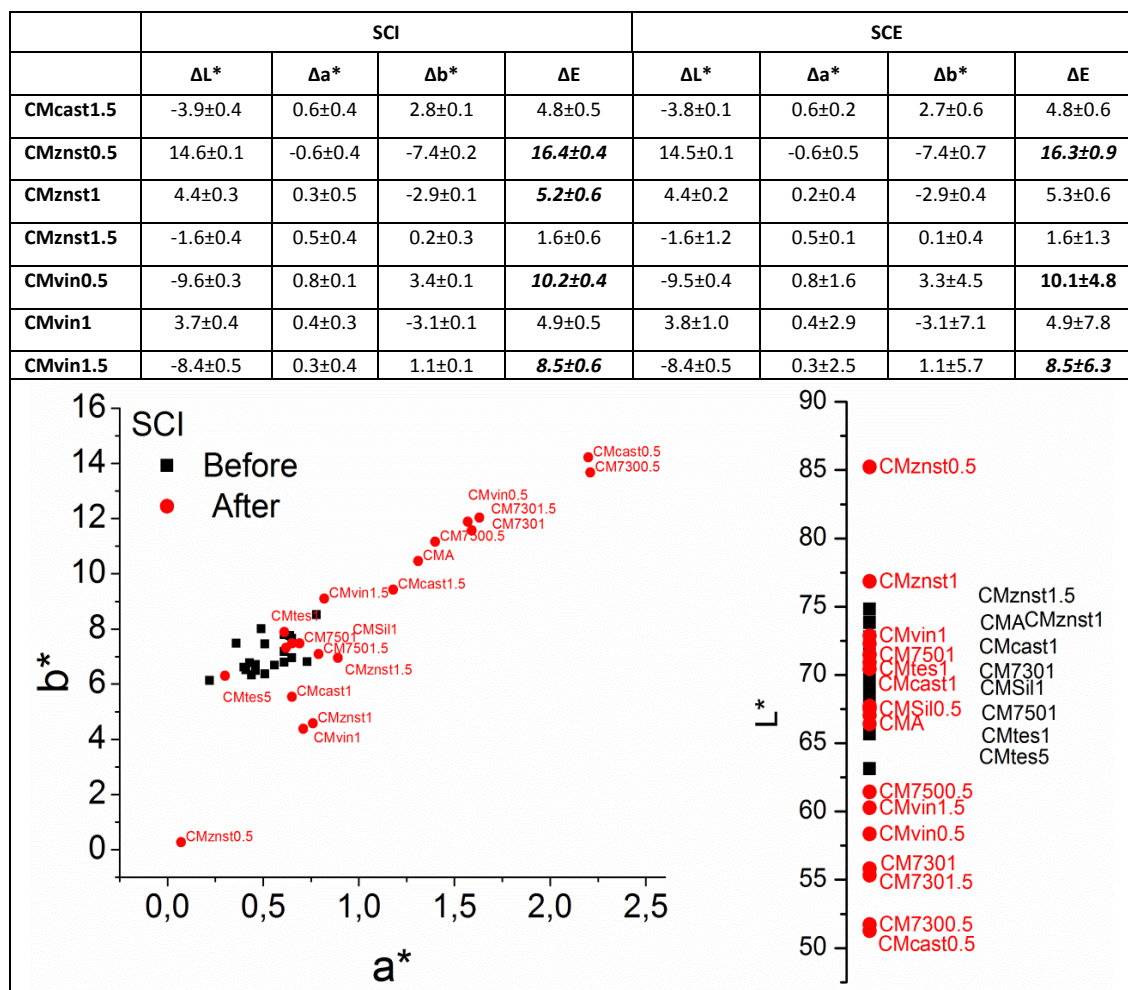 SCI SCE
ΔL* Δa* Δb* ΔE ΔL* Δa* Δb* ΔE
CMcast1.5 -3.9±0.4 0.6±0.4 2.8±0.1 4.8±0.5 -3.8±0.1 0.6±0.2 2.7±0.6 4.8±0.6
CMznst0.5 14.6±0.1 -0.6±0.4 -7.4±0.2 16.4±0.4 14.5±0.1 -0.6±0.5 -7.4±0.7 16.3±0.9
CMznst1 4.4±0.3 0.3±0.5 -2.9±0.1 5.2±0.6 4.4±0.2 0.2±0.4 -2.9±0.4 5.3±0.6
CMznst1.5 -1.6±0.4 0.5±0.4 0.2±0.3 1.6±0.6 -1.6±1.2 0.5±0.1 0.1±0.4 1.6±1.3
CMvin0.5 -9.6±0.3 0.8±0.1 3.4±0.1 10.2±0.4 -9.5±0.4 0.8±1.6 3.3±4.5 10.1±4.8
CMvin1 3.7±0.4 0.4±0.3 -3.1±0.1 4.9±0.5 3.8±1.0 0.4±2.9 -3.1±7.1 4.9±7.8
CMvin1.5 -8.4±0.5 0.3±0.4 1.1±0.1 8.5±0.6 -8.4±0.5 0.3±2.5 1.1±5.7 8.5±6.3
16
14
12
10
8
6
4
2
0
b*
SCI
Before
After
CMcast0.5
CM7300.5
CMvin0.5
CM7301.5
CM7301
CM7500.5
CMA
CMcast1.5
CMvin1.5
CMtes1
CMSil1
CM7501
CM7501.5
CMznst1.5
CMtes5
CMcast1
CMznst1
CMvin1
CMznst0.5
0,0 0,5 1,0 1,5 2,0 2,5
a*
90
85
80
75
70
65
60
55
50
L*
CMznst0.5
CMznst1
CMvin1
CM7501
CMtes1
CMcast1
CMSil0.5
CMA
CM7500.5
CMvin1.5
CMvin0.5
CM7301
CM7301.5
CM7300.5
CMcast0.5
CMznst1.5
CMA CMznst1
CMcast1
CM7301
CMSil1
CM7501
CMtes1
CMtes5